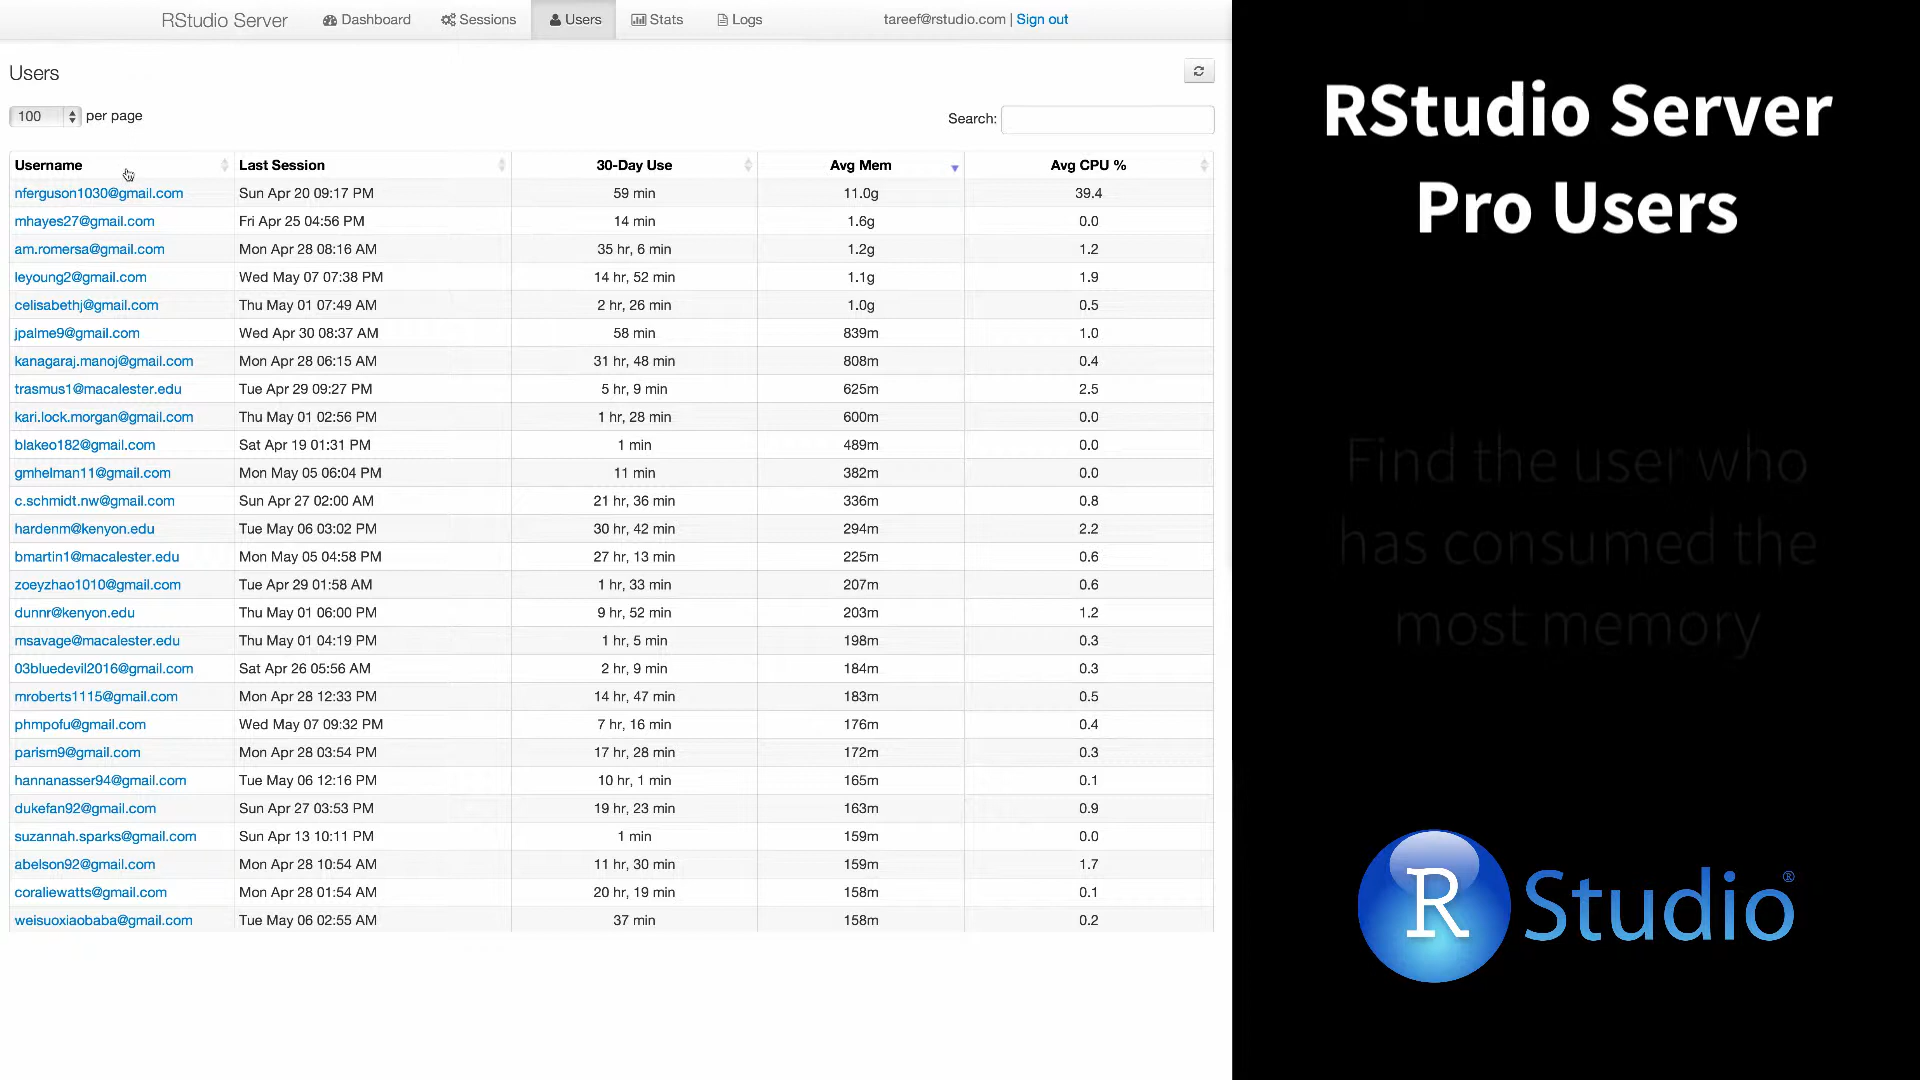 RStudio Server Dashboard Sessions Users Stats Logs tareef@rstudio.com | Sign out
Users
100 per page Search:
Username Last Session 30-Day Use Avg Mem Avg CPU %
nferguson1030@gmail.com Sun Apr 20 09:17 PM 59 min 11.0g 39.4
mhayes27@gmail.com Fri Apr 25 04:56 PM 14 min 1.6g 0.0
am.romersa@gmail.com Mon Apr 28 08:16 AM 35 hr, 6 min 1.2g 1.2
leyoung2@gmail.com Wed May 07 07:38 PM 14 hr, 52 min 1.1g 1.9
celisabethj@gmail.com Thu May 01 07:49 AM 2 hr, 26 min 1.0g 0.5
jpalme9@gmail.com Wed Apr 30 08:37 AM 58 min 839m 1.0
kanagaraj.manoj@gmail.com Mon Apr 28 06:15 AM 31 hr, 48 min 808m 0.4
trasmus1@macalester.edu Tue Apr 29 09:27 PM 5 hr, 9 min 625m 2.5
kari.lock.morgan@gmail.com Thu May 01 02:56 PM 1 hr, 28 min 600m 0.0
blakeo182@gmail.com Sat Apr 19 01:31 PM 1 min 489m 0.0
gmhelman11@gmail.com Mon May 05 06:04 PM 11 min 382m 0.0
c.schmidt.nw@gmail.com Sun Apr 27 02:00 AM 21 hr, 36 min 336m 0.8
hardenm@kenyon.edu Tue May 06 03:02 PM 30 hr, 42 min 294m 2.2
bmartin1@macalester.edu Mon May 05 04:58 PM 27 hr, 13 min 225m 0.6
zoeyzhao1010@gmail.com Tue Apr 29 01:58 AM 1 hr, 33 min 207m 0.6
dunnr@kenyon.edu Thu May 01 06:00 PM 9 hr, 52 min 203m 1.2
msavage@macalester.edu Thu May 01 04:19 PM 1 hr, 5 min 198m 0.3
03bluedevil2016@gmail.com Sat Apr 26 05:56 AM 2 hr, 9 min 184m 0.3
mroberts1115@gmail.com Mon Apr 28 12:33 PM 14 hr, 47 min 183m 0.5
phmpofu@gmail.com Wed May 07 09:32 PM 7 hr, 16 min 176m 0.4
parism9@gmail.com Mon Apr 28 03:54 PM 17 hr, 28 min 172m 0.3
hannanasser94@gmail.com Tue May 06 12:16 PM 10 hr, 1 min 165m 0.1
dukefan92@gmail.com Sun Apr 27 03:53 PM 19 hr, 23 min 163m 0.9
suzannah.sparks@gmail.com Sun Apr 13 10:11 PM 1 min 159m 0.0
abelson92@gmail.com Mon Apr 28 10:54 AM 11 hr, 30 min 159m 1.7
coraliewatts@gmail.com Mon Apr 28 01:54 AM 20 hr, 19 min 158m 0.1
weisuoxiaobaba@gmail.com Tue May 06 02:55 AM 37 min 158m 0.2
RStudio Server
Pro Users
Find the user who
has consumed the
most memory
R Studio®